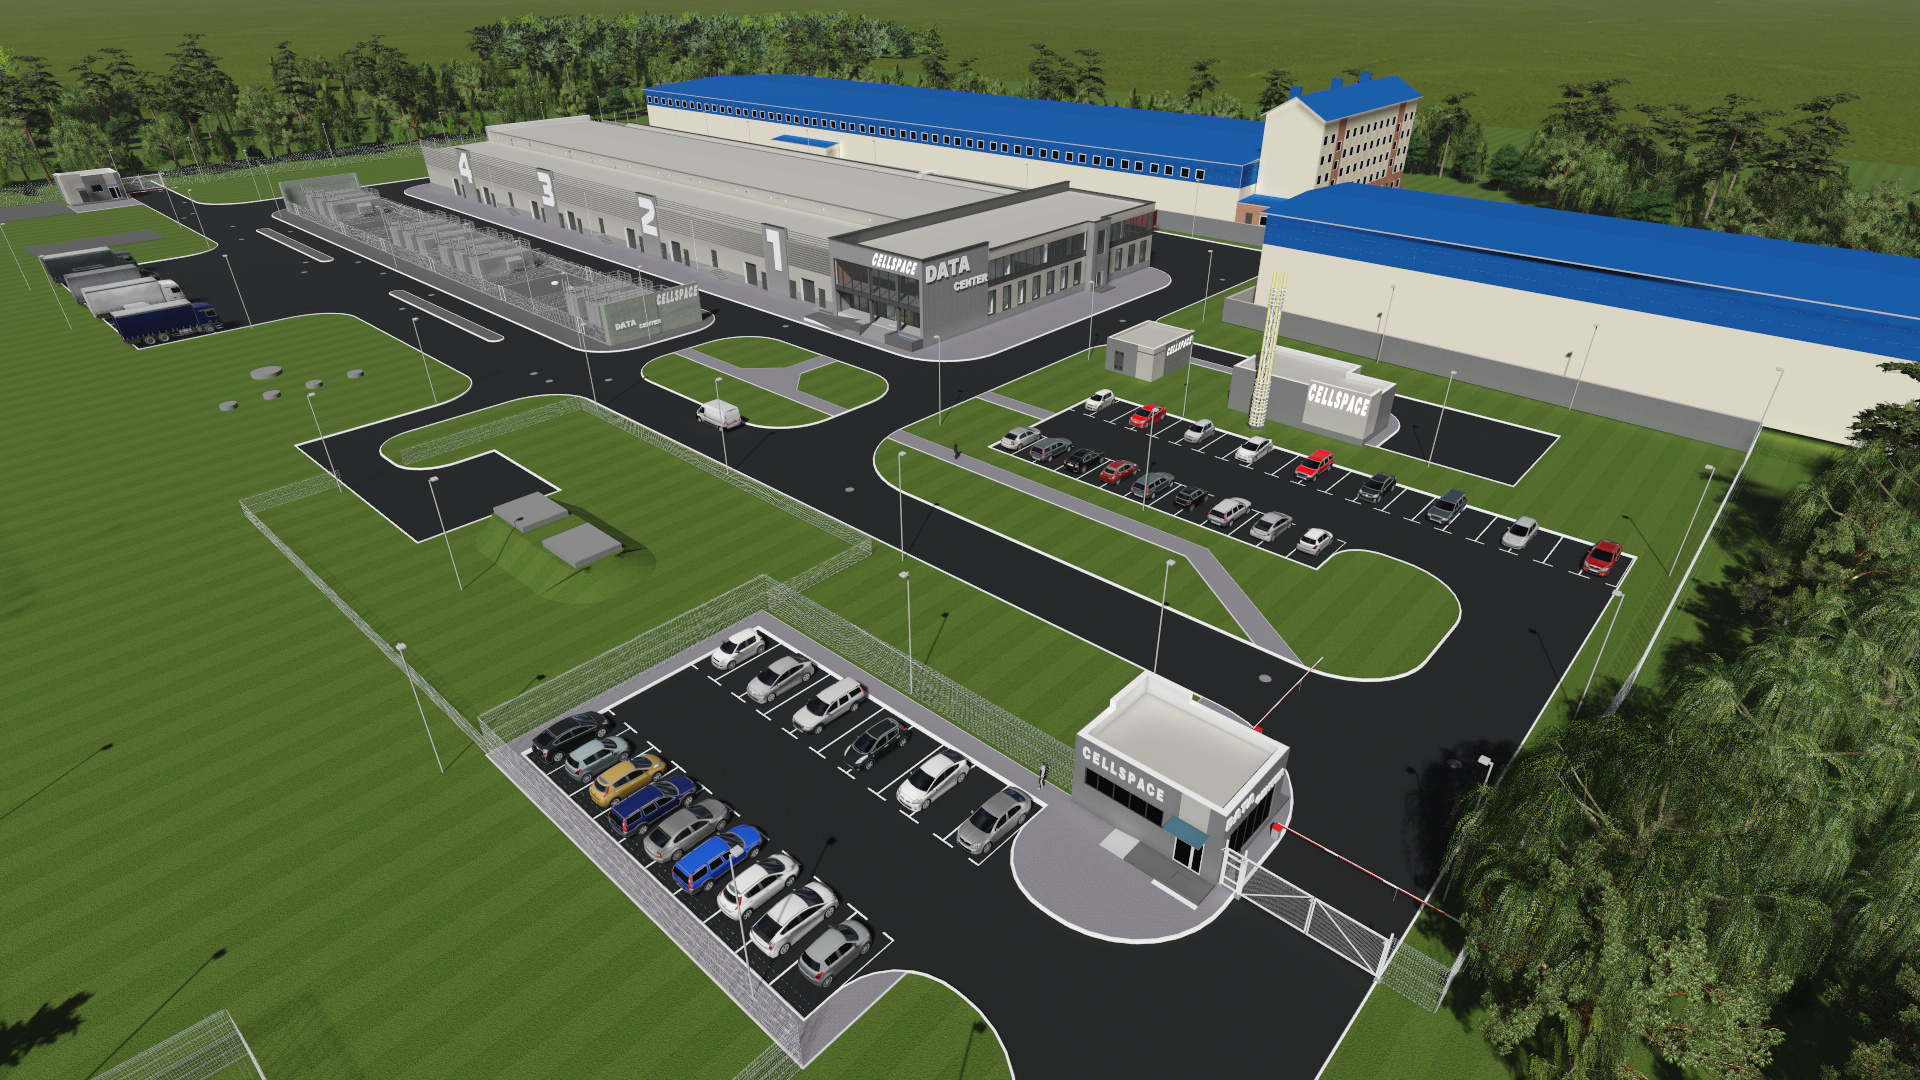 4
3
2
1
CELLSPACE
DATA
CENTER
CELLSPACE
DATA CENTER
CELLSPACE
CELLSPACE
CELLSPACE